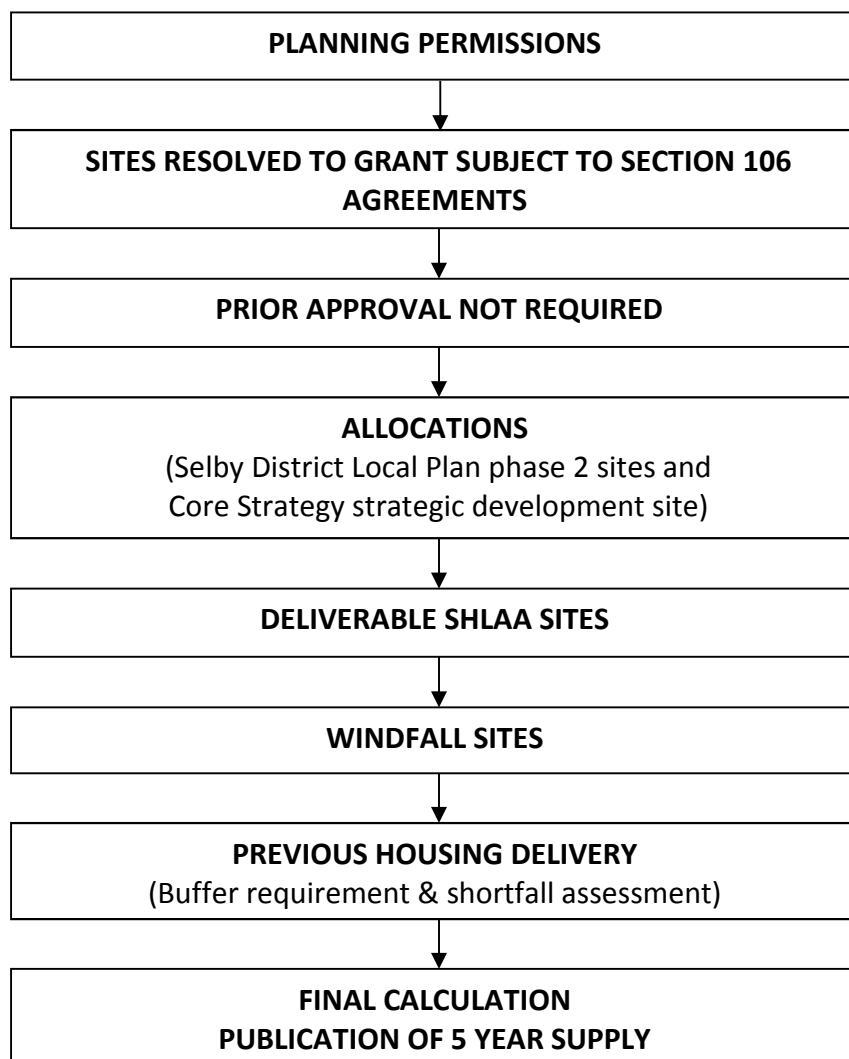 PLANNING PERMISSIONS
SITES RESOLVED TO GRANT SUBJECT TO SECTION 106
AGREEMENTS
PRIOR APPROVAL NOT REQUIRED
ALLOCATIONS
(Selby District Local Plan phase 2 sites and
Core Strategy strategic development site)
DELIVERABLE SHLAA SITES
WINDFALL SITES
PREVIOUS HOUSING DELIVERY
(Buffer requirement & shortfall assessment)
FINAL CALCULATION
PUBLICATION OF 5 YEAR SUPPLY